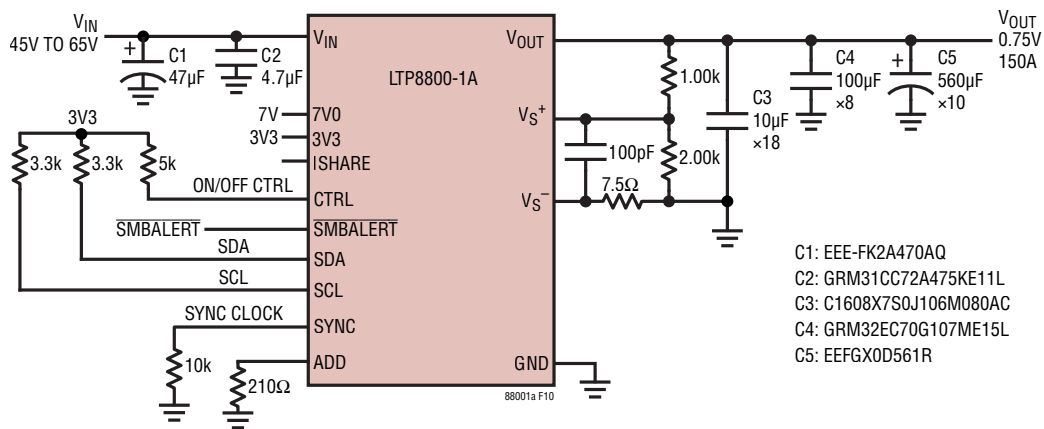 VIN
45V TO 65V
+
C1
47µF
C2
4.7µF
VIN
LTP8800-1A
VOUT
VOUT
0.75V
150A
1.00k
C3
10µF
×18
C4
100µF
×8
+
C5
560µF
×10
7V
7V0
3V3
3V3
ISHARE
VS+
100pF
2.00k
7.5Ω
VS–
3V3
3.3k
3.3k
5k
ON/OFF CTRL
CTRL
SMBALERT
SMBALERT
SDA
SDA
SCL
SCL
SYNC CLOCK
SYNC
10k
ADD
210Ω
GND
88001a F10
C1: EEE-FK2A470AQ
C2: GRM31CC72A475KE11L
C3: C1608X7S0J106M080AC
C4: GRM32EC70G107ME15L
C5: EEFGX0D561R